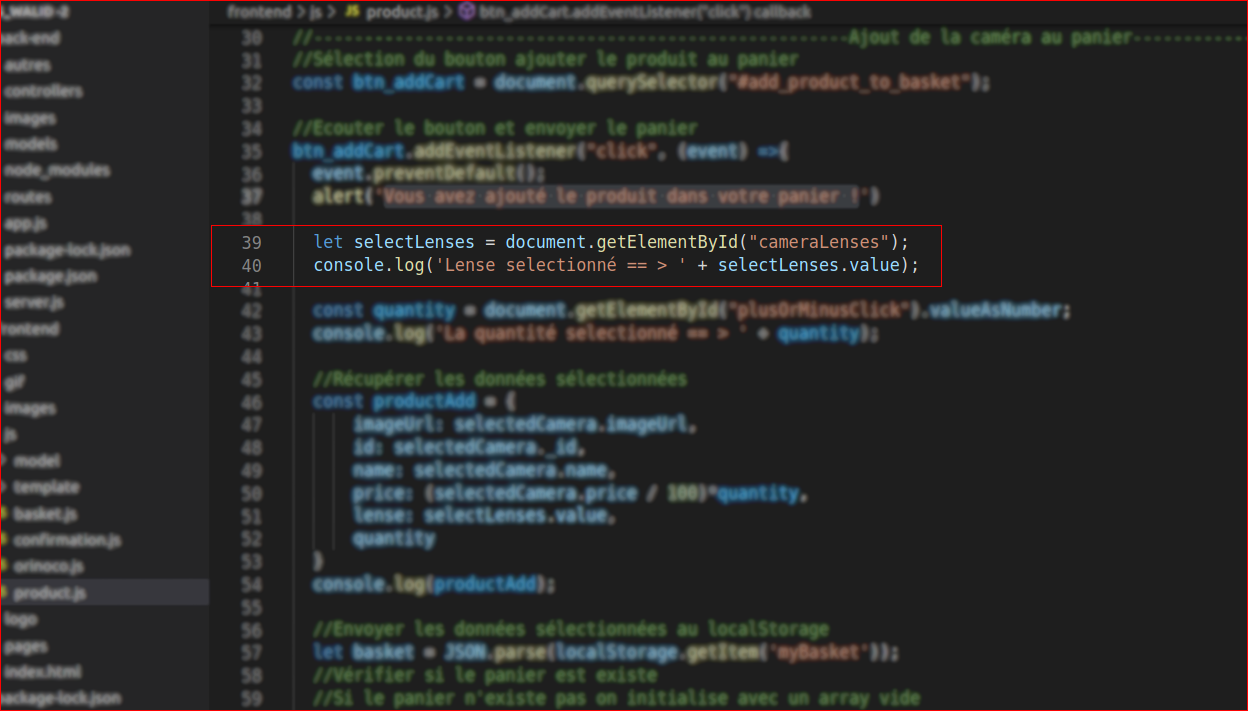 _WALID-2
frontend > js > JS product.js > btn_addCart.addEventListener("click") callback
back-end
autres
controllers
images
models
node_modules
routes
app.js
package-lock.json
package.json
server.js
frontend
css
gif
images
js
model
template
basket.js
confirmation.js
orinoco.js
product.js
logo
pages
index.html
package-lock.json
30 //-----------------------------------------------------Ajout de la caméra au panier-----------
31 //Sélection du bouton ajouter le produit au panier
32 const btn_addCart = document.querySelector("#add_product_to_basket");
33
34 //Ecouter le bouton et envoyer le panier
35 btn_addCart.addEventListener("click", (event) =>{
36 event.preventDefault();
37 alert('Vous avez ajouté le produit dans votre panier !')
38
39 let selectLenses = document.getElementById("cameraLenses");
40 console.log('Lense selectionné == > ' + selectLenses.value);
41
42 const quantity = document.getElementById("plusOrMinusClick").valueAsNumber;
43 console.log('La quantité selectionné == > ' + quantity);
44
45 //Récupérer les données sélectionnées
46 const productAdd = {
47 imageUrl: selectedCamera.imageUrl,
48 id: selectedCamera._id,
49 name: selectedCamera.name,
50 price: (selectedCamera.price / 100)*quantity,
51 lense: selectLenses.value,
52 quantity
53 }
54 console.log(productAdd);
55
56 //Envoyer les données sélectionnées au localStorage
57 let basket = JSON.parse(localStorage.getItem('myBasket'));
58 //Vérifier si le panier est existe
59 //Si le panier n'existe pas on initialise avec un array vide